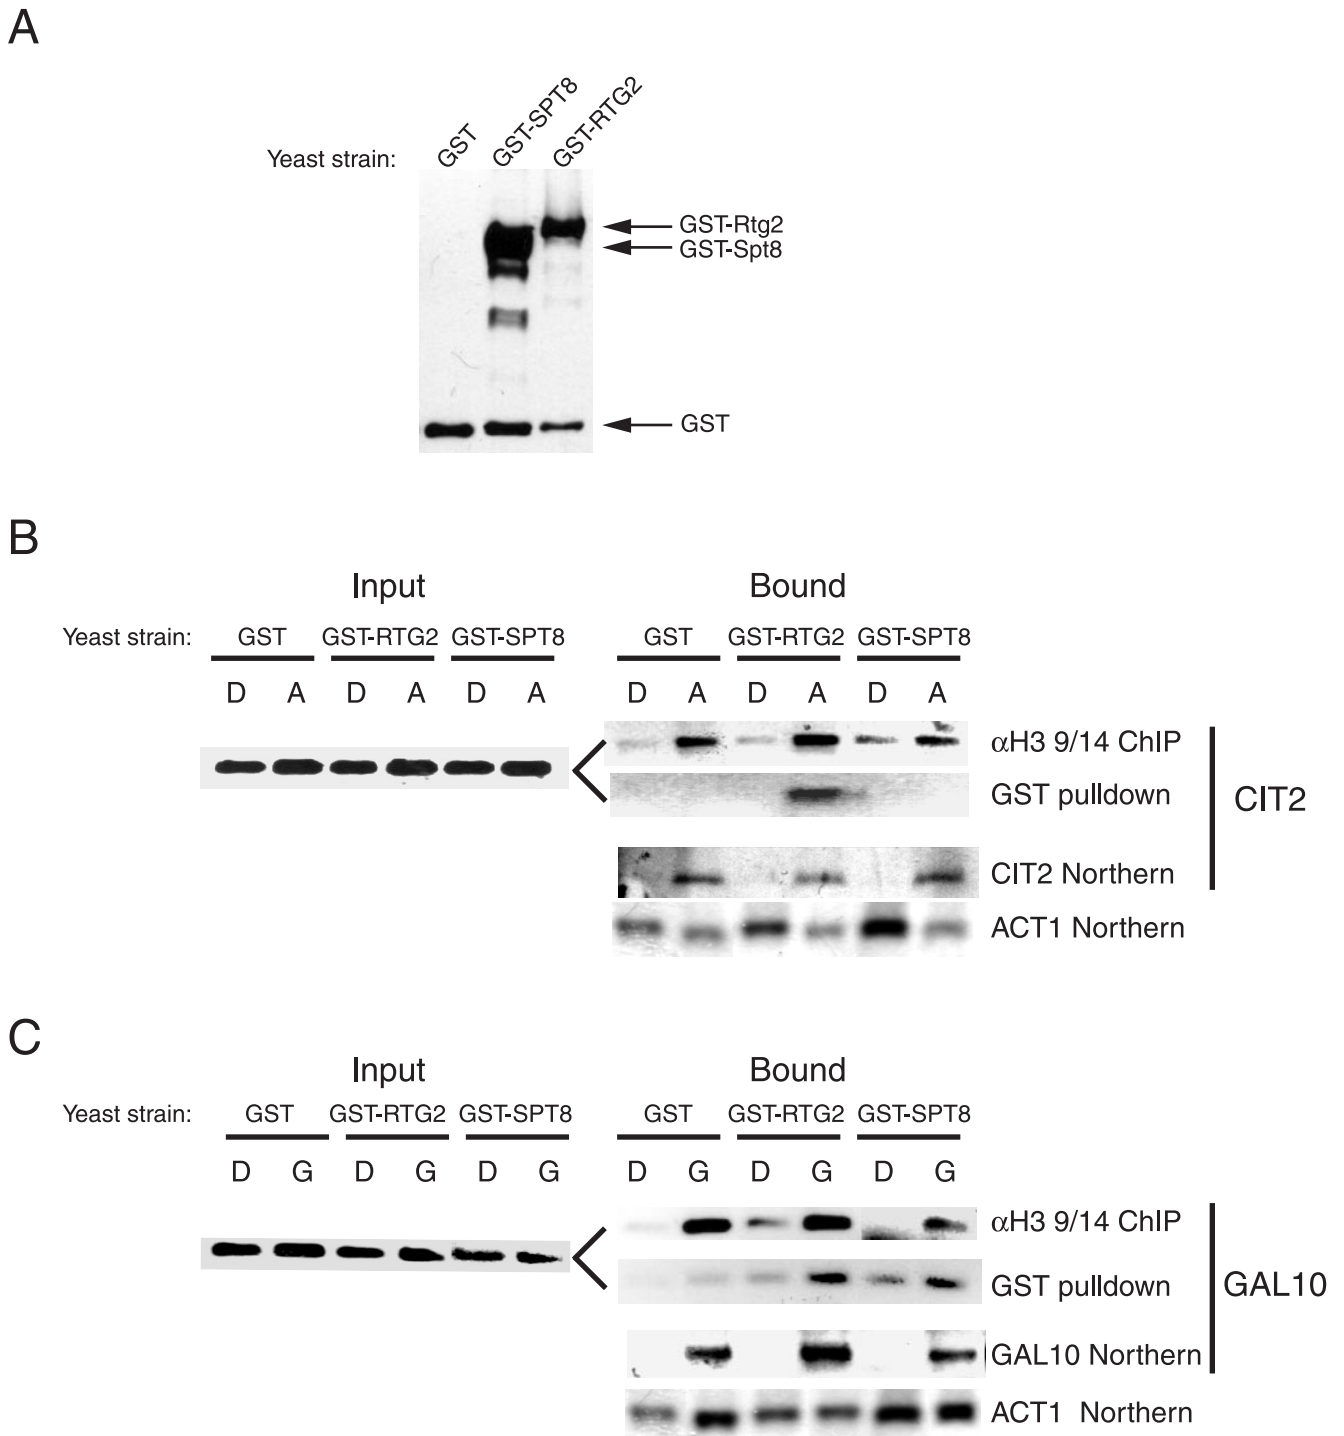 A
Yeast strain: GST GST-SPT8 GST-RTG2
GST-Rtg2
GST-Spt8
GST
B
Input Bound
Yeast strain: GST GST-RTG2 GST-SPT8 GST GST-RTG2 GST-SPT8
D A D A D A D A D A D A
αH3 9/14 ChIP
GST pulldown
CIT2
CIT2 Northern
ACT1 Northern
C
Input Bound
Yeast strain: GST GST-RTG2 GST-SPT8 GST GST-RTG2 GST-SPT8
D G D G D G D G D G D G
αH3 9/14 ChIP
GST pulldown
GAL10
GAL10 Northern
ACT1 Northern